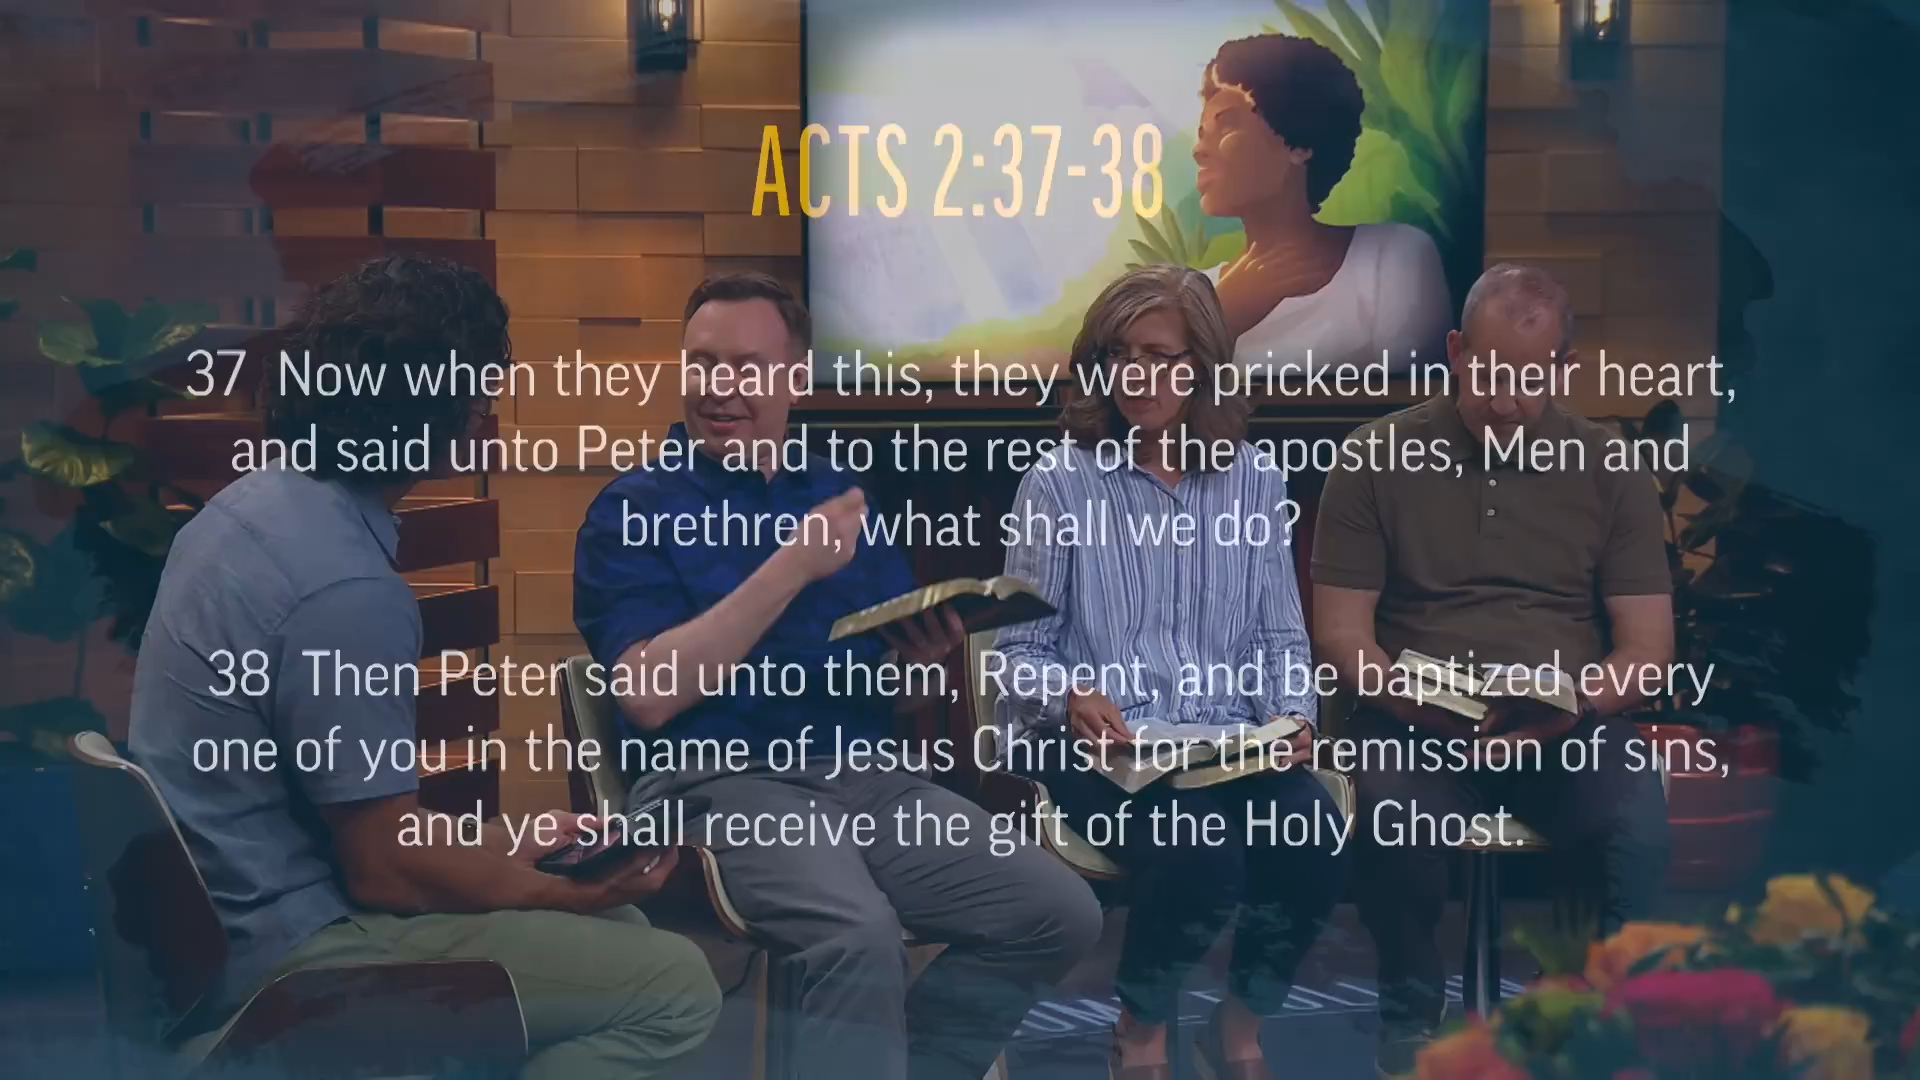 ACTS 2:37-38
37 Now when they heard this, they were pricked in their heart,
and said unto Peter and to the rest of the apostles, Men and
brethren, what shall we do?
38 Then Peter said unto them, Repent, and be baptized every
one of you in the name of Jesus Christ for the remission of sins,
and ye shall receive the gift of the Holy Ghost.